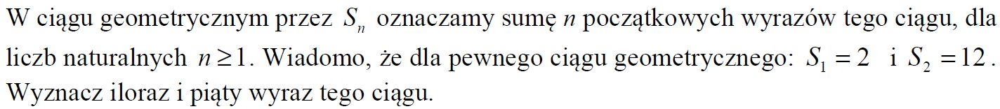 W ciągu geometrycznym przez $S_n$ oznaczamy sumę n początkowych wyrazów tego ciągu, dla
liczb naturalnych $n \geq 1$. Wiadomo, że dla pewnego ciągu geometrycznego: $S_1 = 2$ i $S_2 = 12$.
Wyznacz iloraz i piąty wyraz tego ciągu.